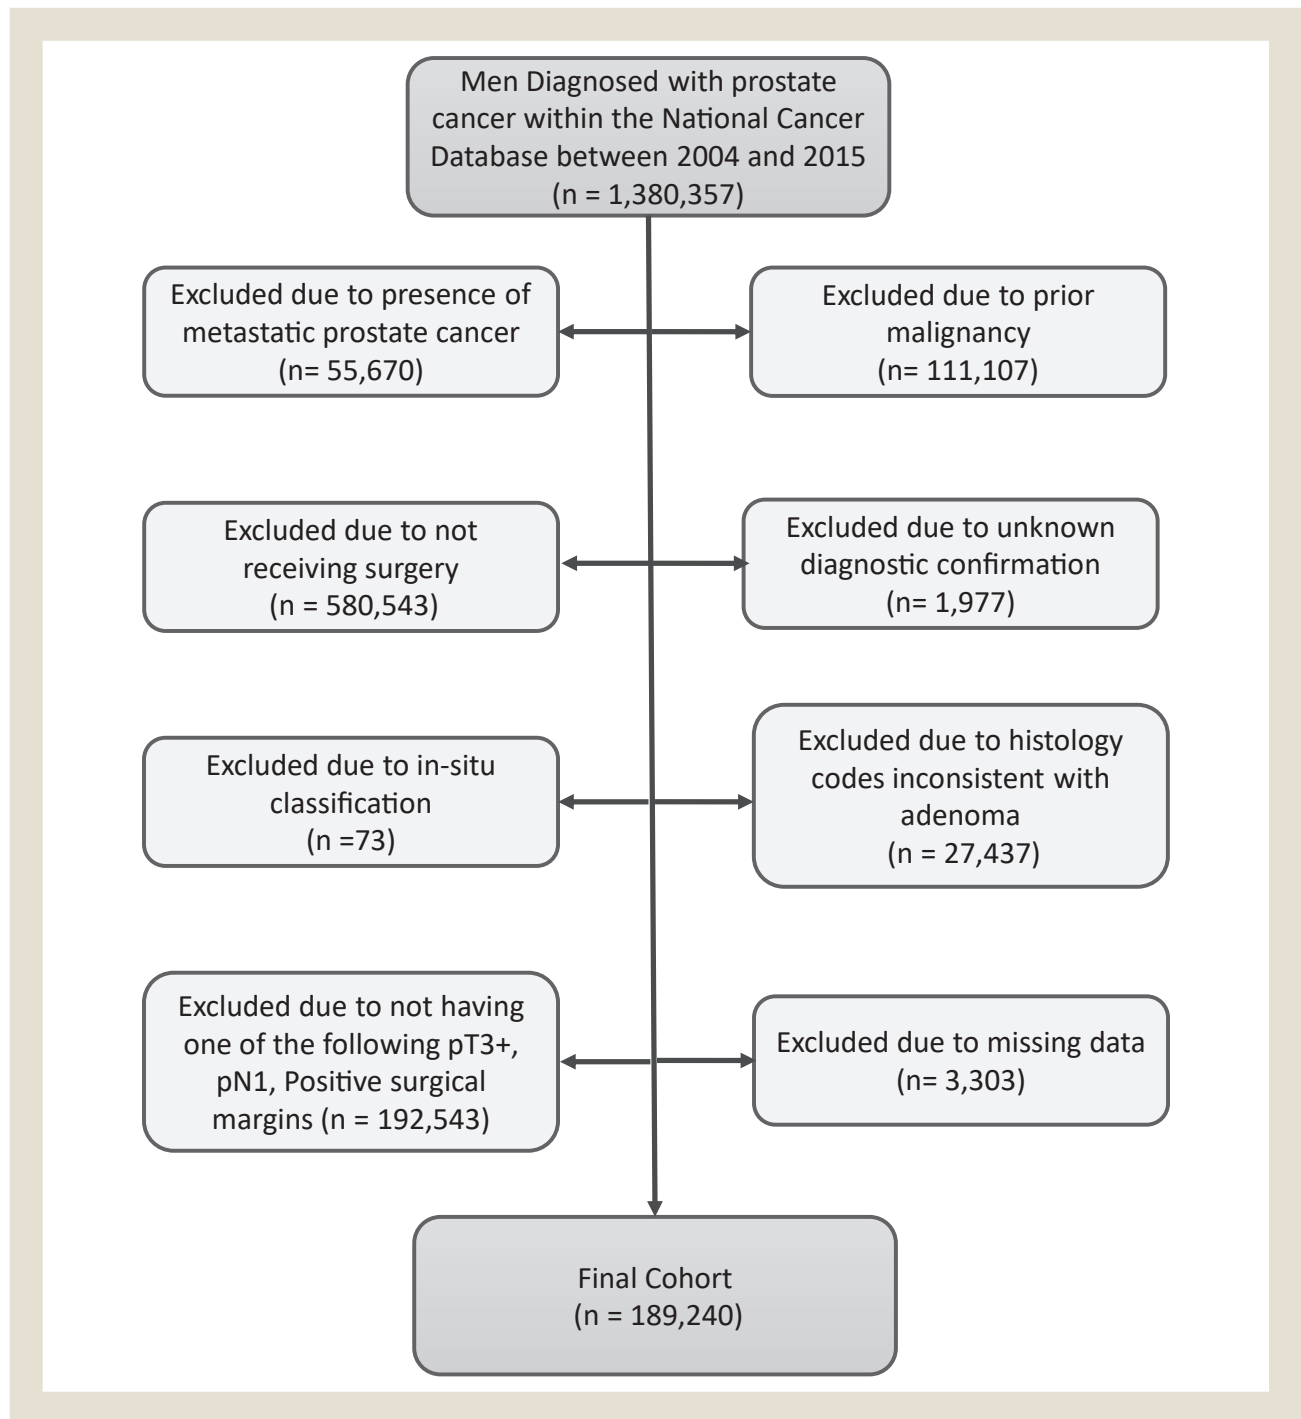 Men Diagnosed with prostate
cancer within the National Cancer
Database between 2004 and 2015
(n = 1,380,357)
Excluded due to presence of
metastatic prostate cancer
(n= 55,670)
Excluded due to prior
malignancy
(n= 111,107)
Excluded due to not
receiving surgery
(n = 580,543)
Excluded due to unknown
diagnostic confirmation
(n= 1,977)
Excluded due to in-situ
classification
(n =73)
Excluded due to histology
codes inconsistent with
adenoma
(n = 27,437)
Excluded due to not having
one of the following pT3+,
pN1, Positive surgical
margins (n = 192,543)
Excluded due to missing data
(n= 3,303)
Final Cohort
(n = 189,240)